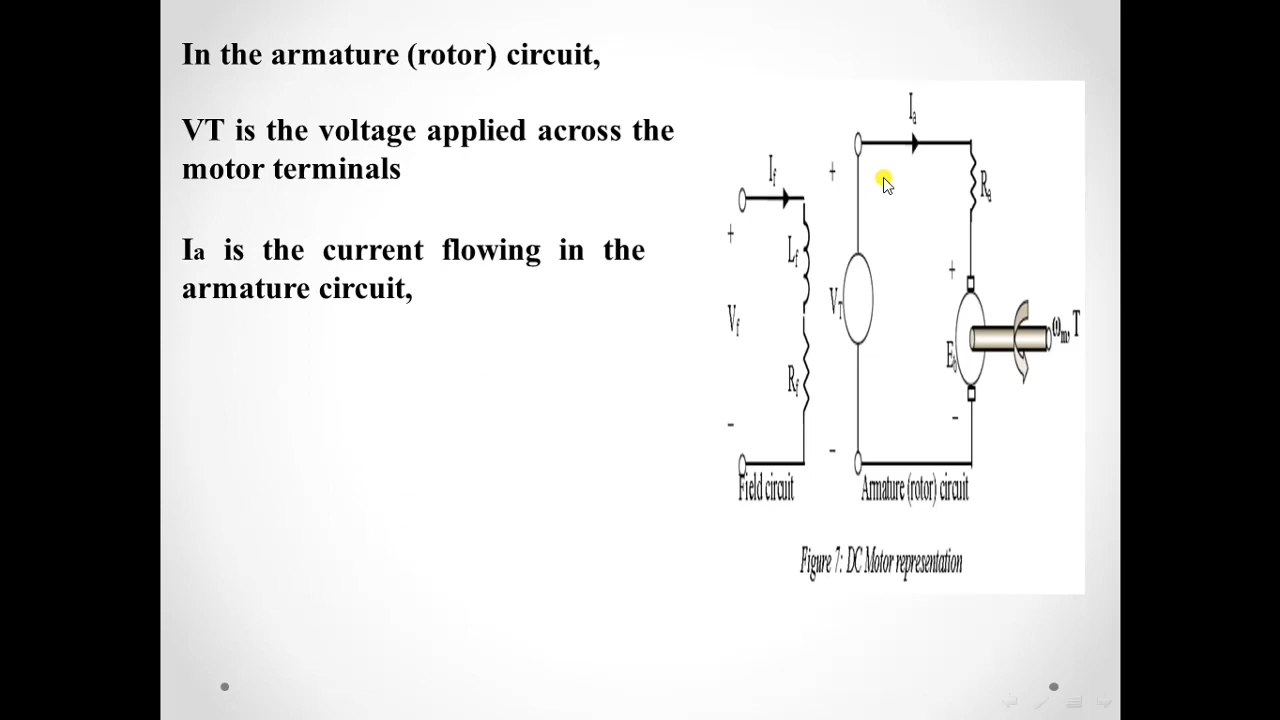 In the armature (rotor) circuit,
VT is the voltage applied across the
motor terminals
Ia is the current flowing in the
armature circuit,
Ia
If
+
+
Ra
Lf
+
VT
Vf
ωm, T
Eb
Rf
-
-
-
Field circuit
Armature (rotor) circuit
Figure 7: DC Motor representation